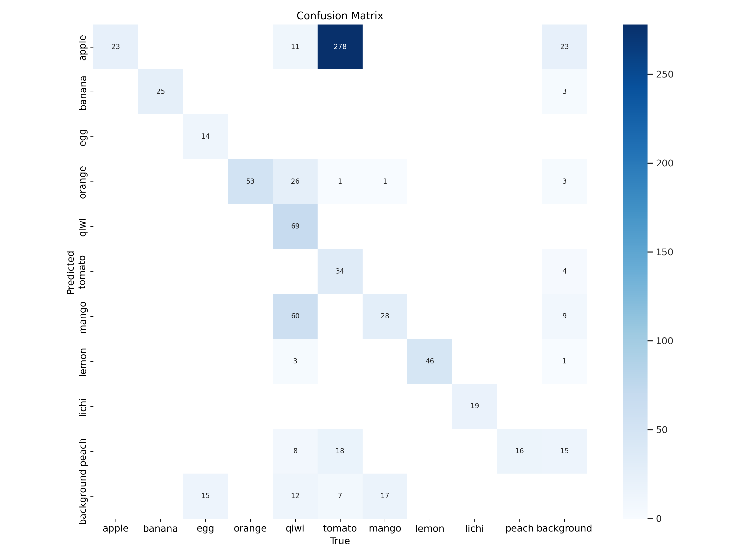 Confusion Matrix
apple 23 11 278 23
banana 25 3
egg 14
orange 53 26 1 1 3
qiwi 69
tomato 34 4
mango 60 28 9
lemon 3 46 1
lichi 19
peach 8 18 16 15
background 15 12 7 17
Predicted
apple banana egg orange qiwi tomato mango lemon lichi peach background
True
250
200
150
100
50
0